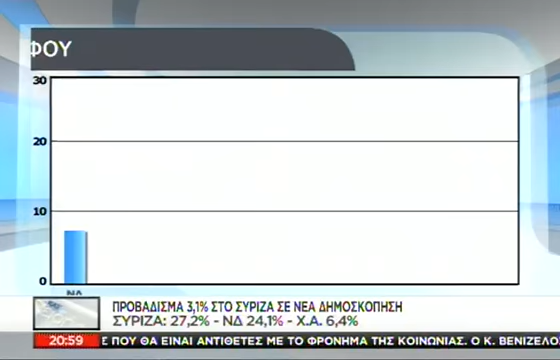 ΦΟΥ
30
20
10
0
ΝΔ
ΠΡΟΒΑΔΙΣΜΑ 3,1% ΣΤΟ ΣΥΡΙΖΑ ΣΕ ΝΕΑ ΔΗΜΟΣΚΟΠΗΣΗ
ΣΥΡΙΖΑ: 27,2% - ΝΔ 24,1% - Χ.Α. 6,4%
20:59 Σ ΠΟΥ ΘΑ ΕΙΝΑΙ ΑΝΤΙΘΕΤΕΣ ΜΕ ΤΟ ΦΡΟΝΗΜΑ ΤΗΣ ΚΟΙΝΩΝΙΑΣ. Ο Κ. ΒΕΝΙΖΕΛΟ